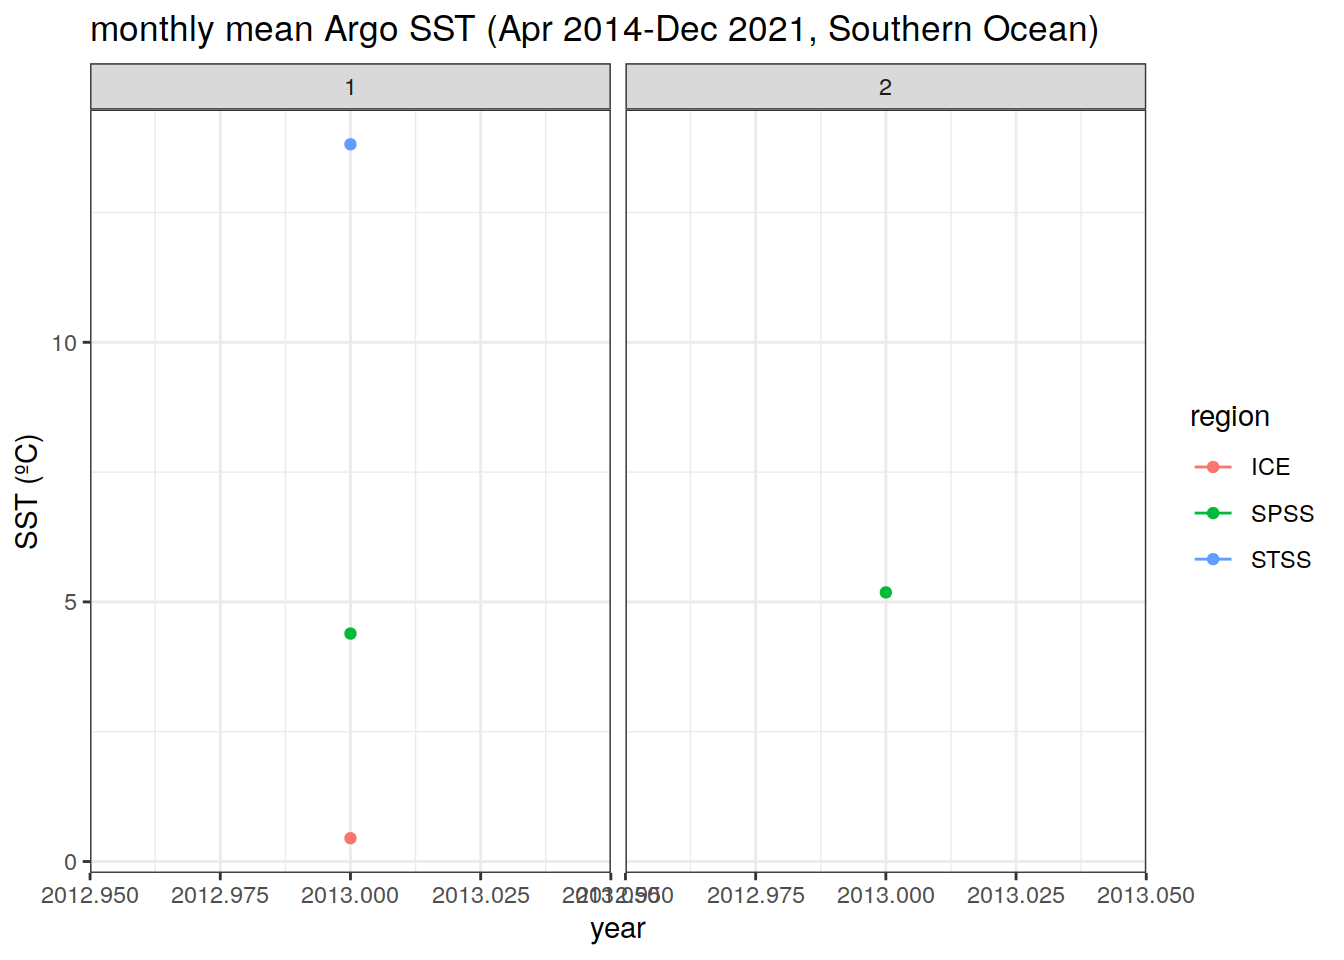 monthly mean Argo SST (Apr 2014-Dec 2021, Southern Ocean)
1 2
10
5
0
SST (ºC)
2012.950 2012.975 2013.000 2013.025 2013.050 2012.950 2012.975 2013.000 2013.025 2013.050
year
region
ICE
SPSS
STSS